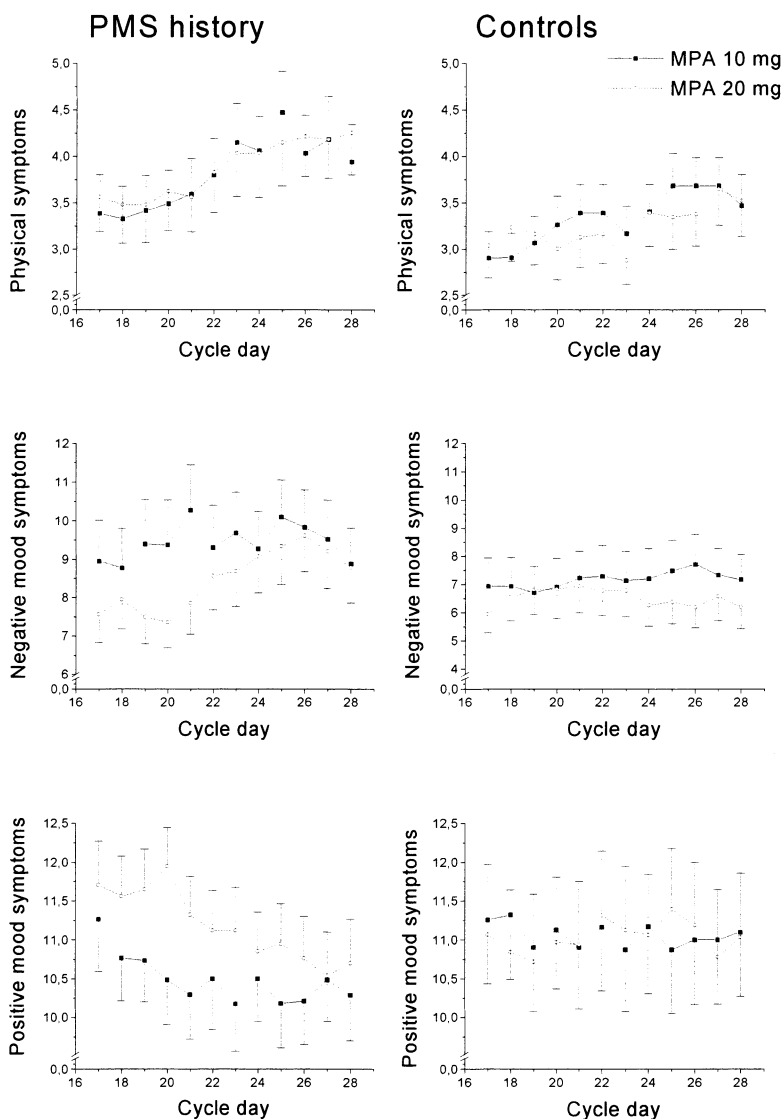 PMS history
Controls
MPA 10 mg
MPA 20 mg
Physical symptoms
5,0
4,5
4,0
3,5
3,0
2,5
0,0
16 18 20 22 24 26 28
Cycle day
Physical symptoms
5,0
4,5
4,0
3,5
3,0
2,5
0,0
16 18 20 22 24 26 28
Cycle day
Negative mood symptoms
12
11
10
9
8
7
6
0,0
16 18 20 22 24 26 28
Cycle day
Negative mood symptoms
12
11
10
9
8
7
6
5
4
0,0
16 18 20 22 24 26 28
Cycle day
Positive mood symptoms
12,5
12,0
11,5
11,0
10,5
10,0
0,0
16 18 20 22 24 26 28
Cycle day
Positive mood symptoms
12,5
12,0
11,5
11,0
10,5
10,0
0,0
16 18 20 22 24 26 28
Cycle day